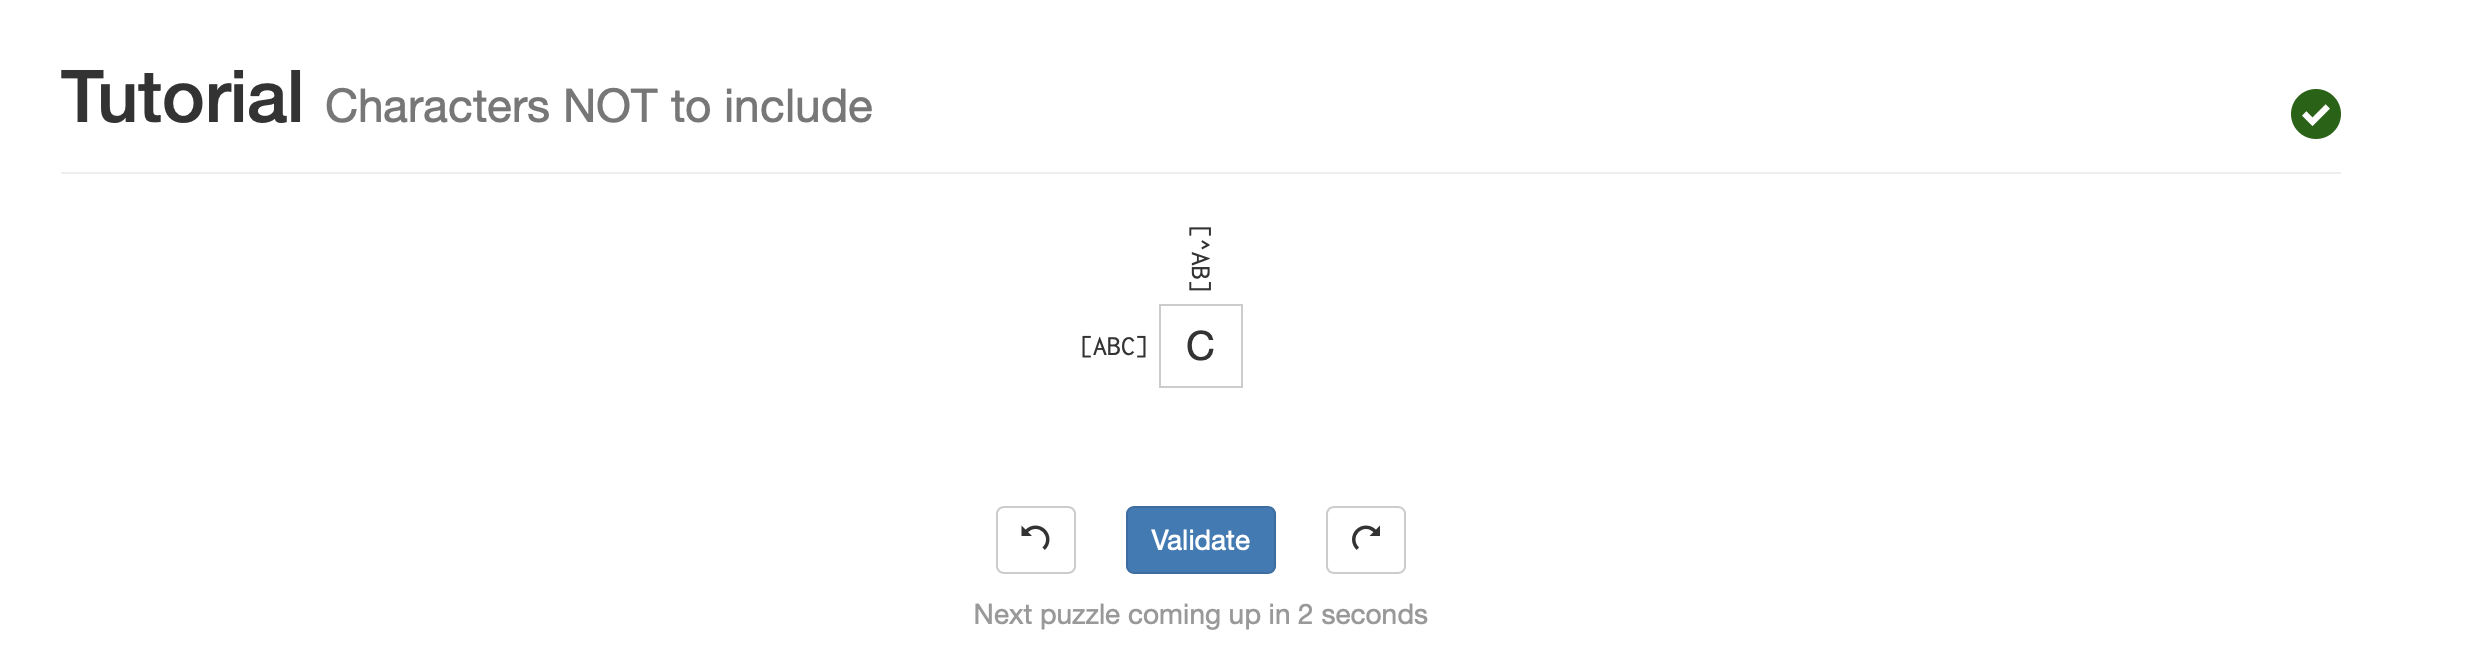 Tutorial Characters NOT to include
[^AB]
[ABC] C
Validate
Next puzzle coming up in 2 seconds